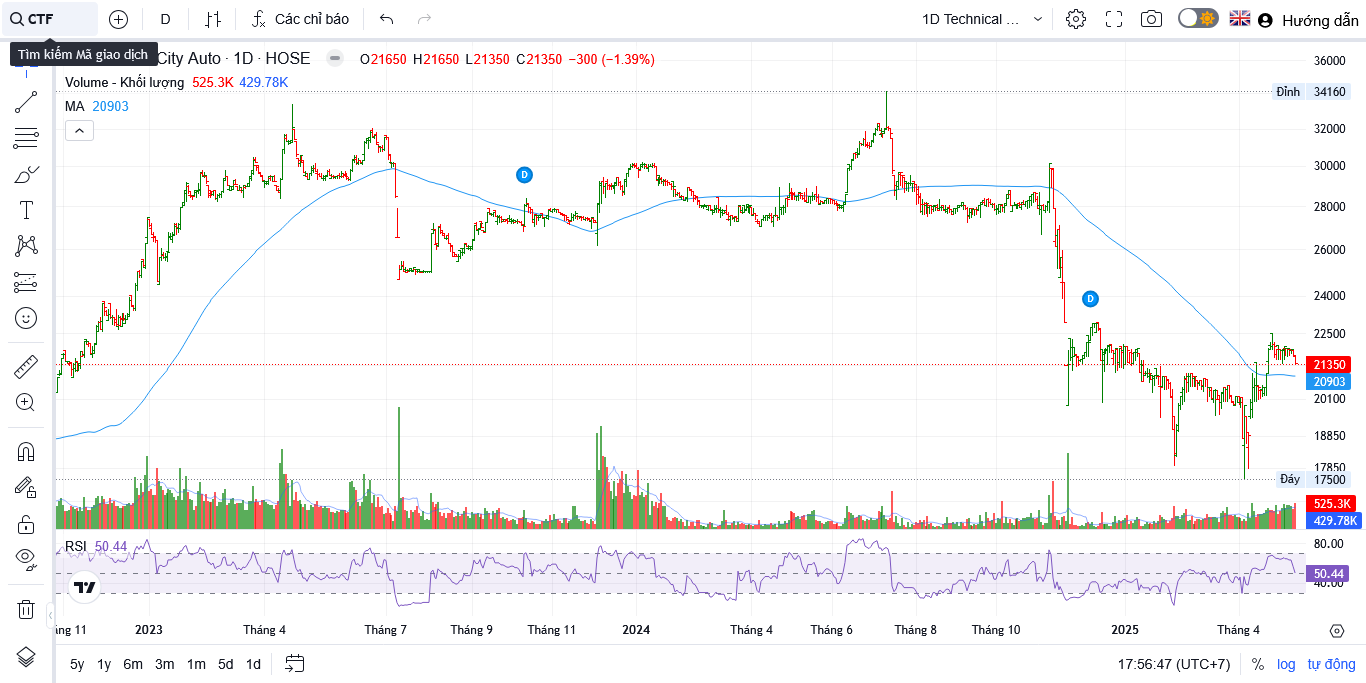 CTF D Các chỉ báo 1D Technical ... Hướng dẫn
Tìm kiếm Mã giao dịch
City Auto · 1D · HOSE O21650 H21650 L21350 C21350 −300 (−1.39%)
Volume - Khối lượng 525.3K 429.78K
MA 20903
36000
Đỉnh 34160
32000
30000
28000
26000
24000
22500
21350
20903
20100
18850
17850
Đáy 17500
525.3K
429.78K
D
D
RSI 50.44
80.00
50.44
40.00
ng 11 2023 Tháng 4 Tháng 7 Tháng 9 Tháng 11 2024 Tháng 4 Tháng 6 Tháng 8 Tháng 10 2025 Tháng 4
5y 1y 6m 3m 1m 5d 1d 17:56:47 (UTC+7) % log tự động